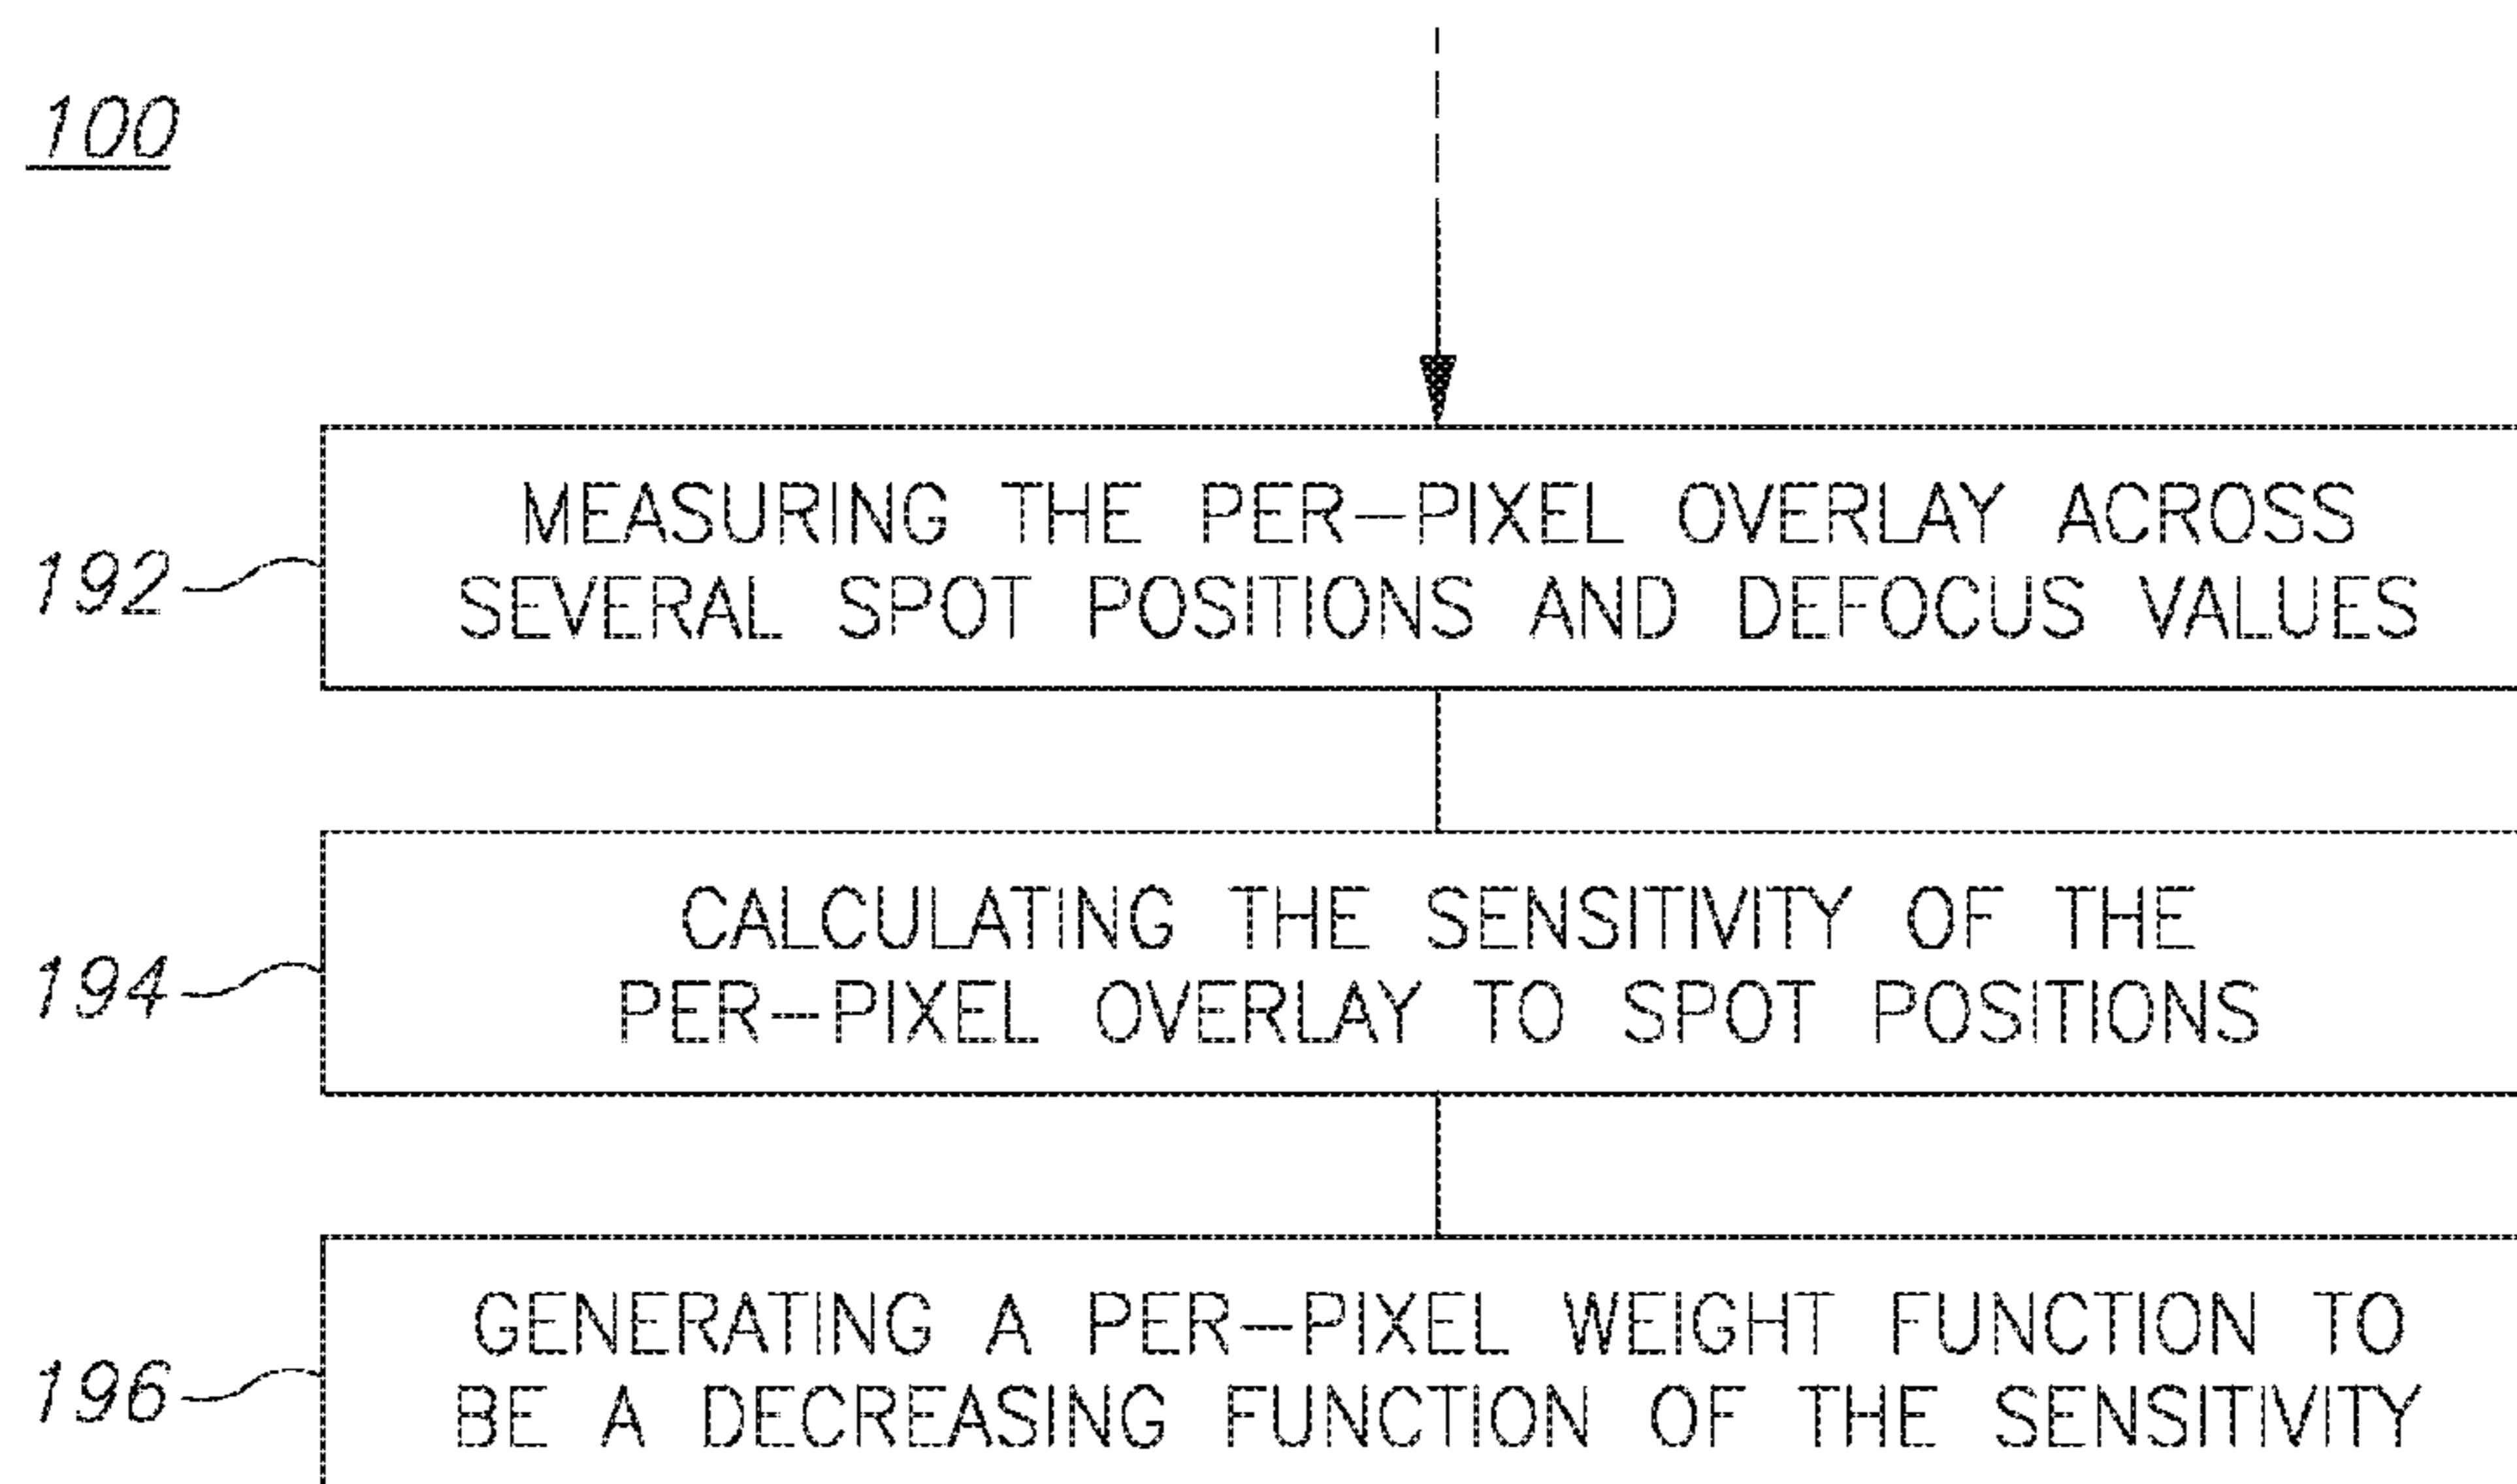 100
MEASURING THE PER-PIXEL OVERLAY ACROSS
SEVERAL SPOT POSITIONS AND DEFOCUS VALUES
192
CALCULATING THE SENSITIVITY OF THE
PER-PIXEL OVERLAY TO SPOT POSITIONS
194
GENERATING A PER-PIXEL WEIGHT FUNCTION TO
BE A DECREASING FUNCTION OF THE SENSITIVITY
196